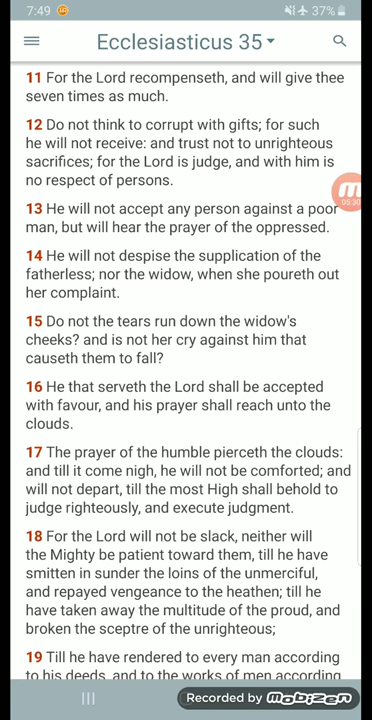 7:49
37%
Ecclesiasticus 35
11 For the Lord recompenseth, and will give thee
seven times as much.
12 Do not think to corrupt with gifts; for such
he will not receive: and trust not to unrighteous
sacrifices; for the Lord is judge, and with him is
no respect of persons.
13 He will not accept any person against a poor
man, but will hear the prayer of the oppressed.
05:30
14 He will not despise the supplication of the
fatherless; nor the widow, when she poureth out
her complaint.
15 Do not the tears run down the widow's
cheeks? and is not her cry against him that
causeth them to fall?
16 He that serveth the Lord shall be accepted
with favour, and his prayer shall reach unto the
clouds.
17 The prayer of the humble pierceth the clouds:
and till it come nigh, he will not be comforted; and
will not depart, till the most High shall behold to
judge righteously, and execute judgment.
18 For the Lord will not be slack, neither will
the Mighty be patient toward them, till he have
smitten in sunder the loins of the unmerciful,
and repayed vengeance to the heathen; till he
have taken away the multitude of the proud, and
broken the sceptre of the unrighteous;
19 Till he have rendered to every man according
to his deeds, and to the works of men according
Recorded by mobizen